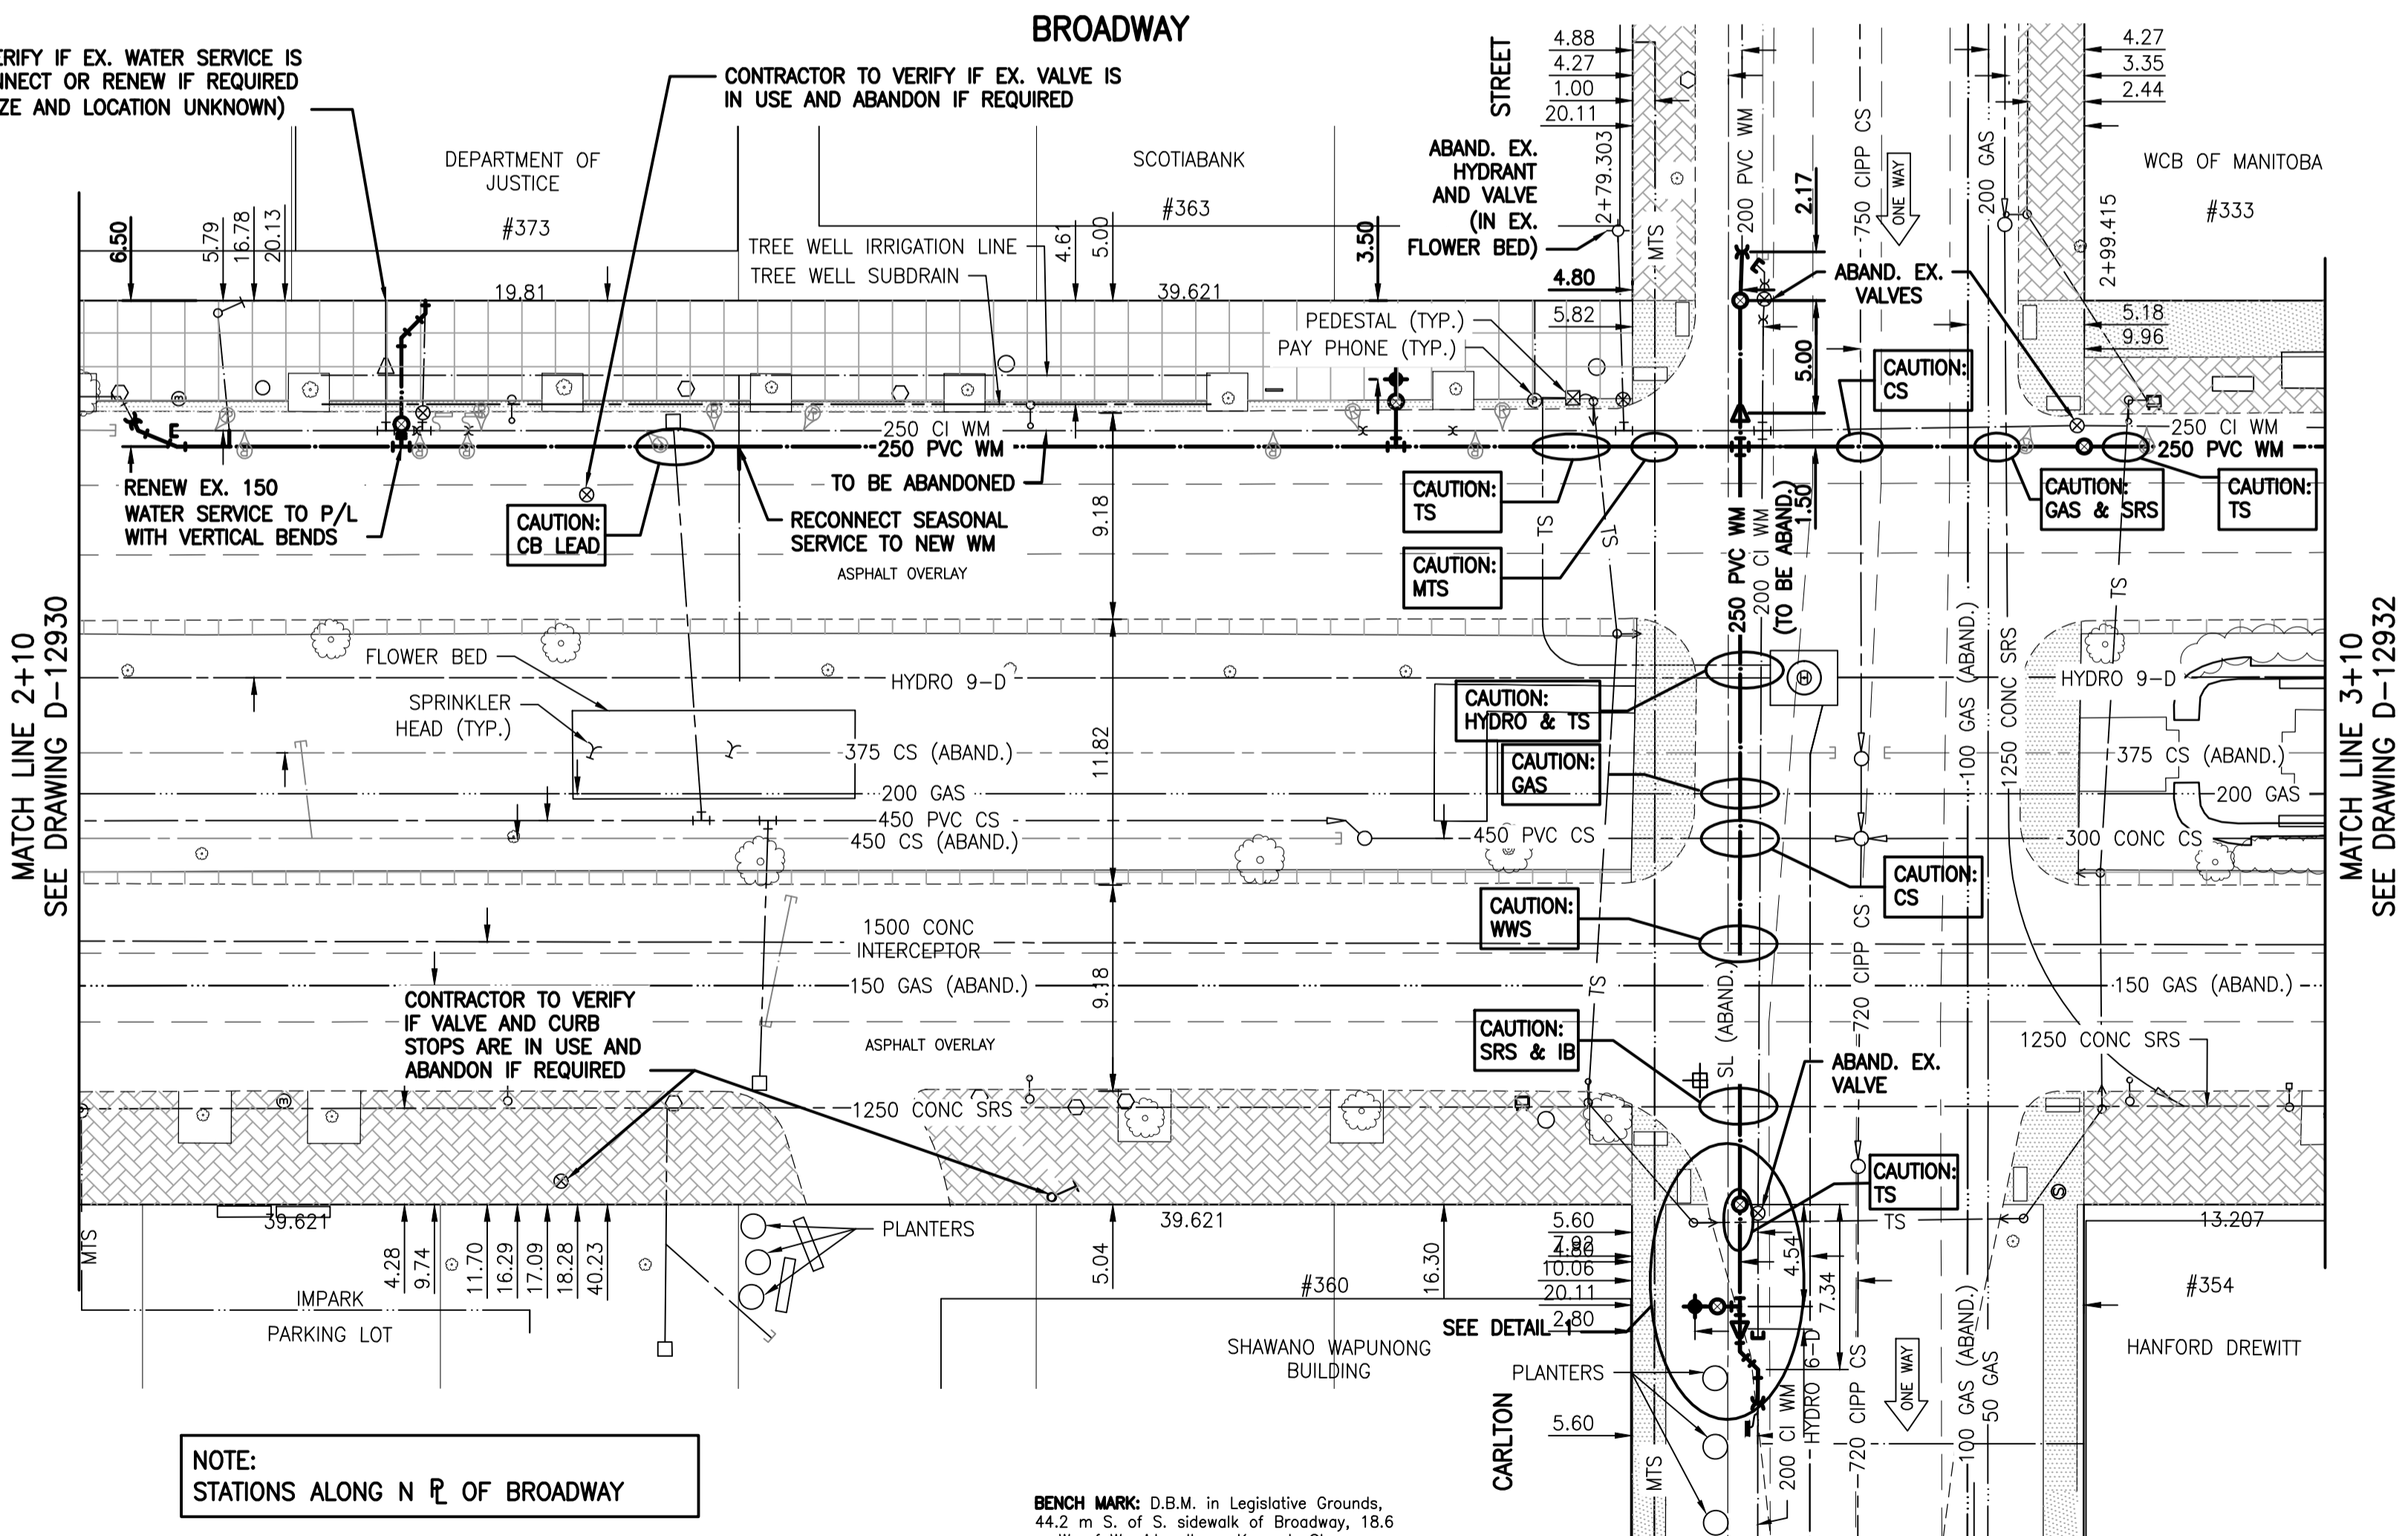 BROADWAY
ERIFY IF EX. WATER SERVICE IS
NNECT OR RENEW IF REQUIRED
ZE AND LOCATION UNKNOWN)
CONTRACTOR TO VERIFY IF EX. VALVE IS
IN USE AND ABANDON IF REQUIRED
DEPARTMENT OF
JUSTICE
#373
SCOTIABANK
#363
STREET
4.88
4.27
1.00
20.11
2+79.303
ABAND. EX.
HYDRANT
AND VALVE
(IN EX.
FLOWER BED)
MTS
200 PVC WM
2.17
750 CIPP CS
ONE WAY
200 GAS
4.27
3.35
2.44
2+99.415
WCB OF MANITOBA
#333
6.50
5.79
16.78
20.13
19.81
TREE WELL IRRIGATION LINE
TREE WELL SUBDRAIN
4.61
5.00
39.621
3.50
4.80
5.82
PEDESTAL (TYP.)
PAY PHONE (TYP.)
ABAND. EX.
VALVES
5.00
5.18
9.96
CAUTION:
CS
250 CI WM
250 PVC WM
250 CI WM
250 PVC WM
RENEW EX. 150
WATER SERVICE TO P/L
WITH VERTICAL BENDS
CAUTION:
CB LEAD
TO BE ABANDONED
RECONNECT SEASONAL
SERVICE TO NEW WM
ASPHALT OVERLAY
9.18
CAUTION:
TS
CAUTION:
MTS
TS
TS
250 PVC WM
200 CI WM
(TO BE ABAND.)
1.50
CAUTION:
GAS & SRS
CAUTION:
TS
TS
MATCH LINE 2+10
SEE DRAWING D-12930
MATCH LINE 3+10
SEE DRAWING D-12932
FLOWER BED
SPRINKLER
HEAD (TYP.)
HYDRO 9-D
375 CS (ABAND.)
200 GAS
450 PVC CS
450 CS (ABAND.)
11.82
CAUTION:
HYDRO & TS
CAUTION:
GAS
450 PVC CS
H
100 GAS (ABAND.)
1250 CONC SRS
HYDRO 9-D
375 CS (ABAND.)
200 GAS
300 CONC CS
CAUTION:
CS
CAUTION:
WWS
1500 CONC
INTERCEPTOR
150 GAS (ABAND.)
9.18
TS
SL (ABAND.)
720 CIPP CS
150 GAS (ABAND.)
1250 CONC SRS
CONTRACTOR TO VERIFY
IF VALVE AND CURB
STOPS ARE IN USE AND
ABANDON IF REQUIRED
ASPHALT OVERLAY
CAUTION:
SRS & IB
ABAND. EX.
VALVE
1250 CONC SRS
CAUTION:
TS
TS
MTS
39.621
4.28
9.74
11.70
16.29
17.09
18.28
40.23
PLANTERS
5.04
39.621
16.30
#360
5.60
7.92
4.80
10.06
20.11
2.80
SEE DETAIL 1
4.54
7.34
13.207
#354
HANFORD DREWITT
IMPARK
PARKING LOT
SHAWANO WAPUNONG
BUILDING
PLANTERS
CARLTON
5.60
MTS
200 CI WM
HYDRO 6-D
720 CIPP CS
ONE WAY
100 GAS (ABAND.)
50 GAS
NOTE:
STATIONS ALONG N PL OF BROADWAY
BENCH MARK: D.B.M. in Legislative Grounds,
44.2 m S. of S. sidewalk of Broadway, 18.6